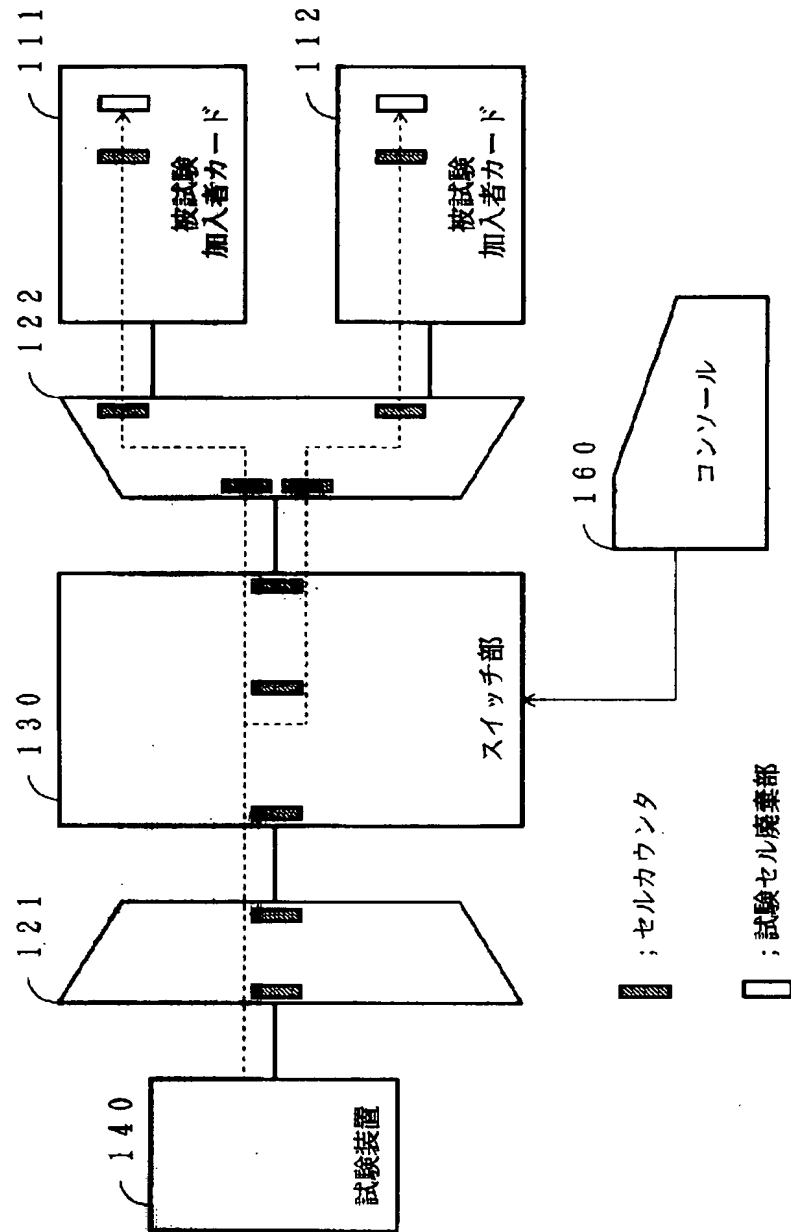 140
試験装置
121
130
スイッチ部
122
111
被試験
加入者カード
112
被試験
加入者カード
160
コンソール
;セルカウンタ
;試験セル廃棄部